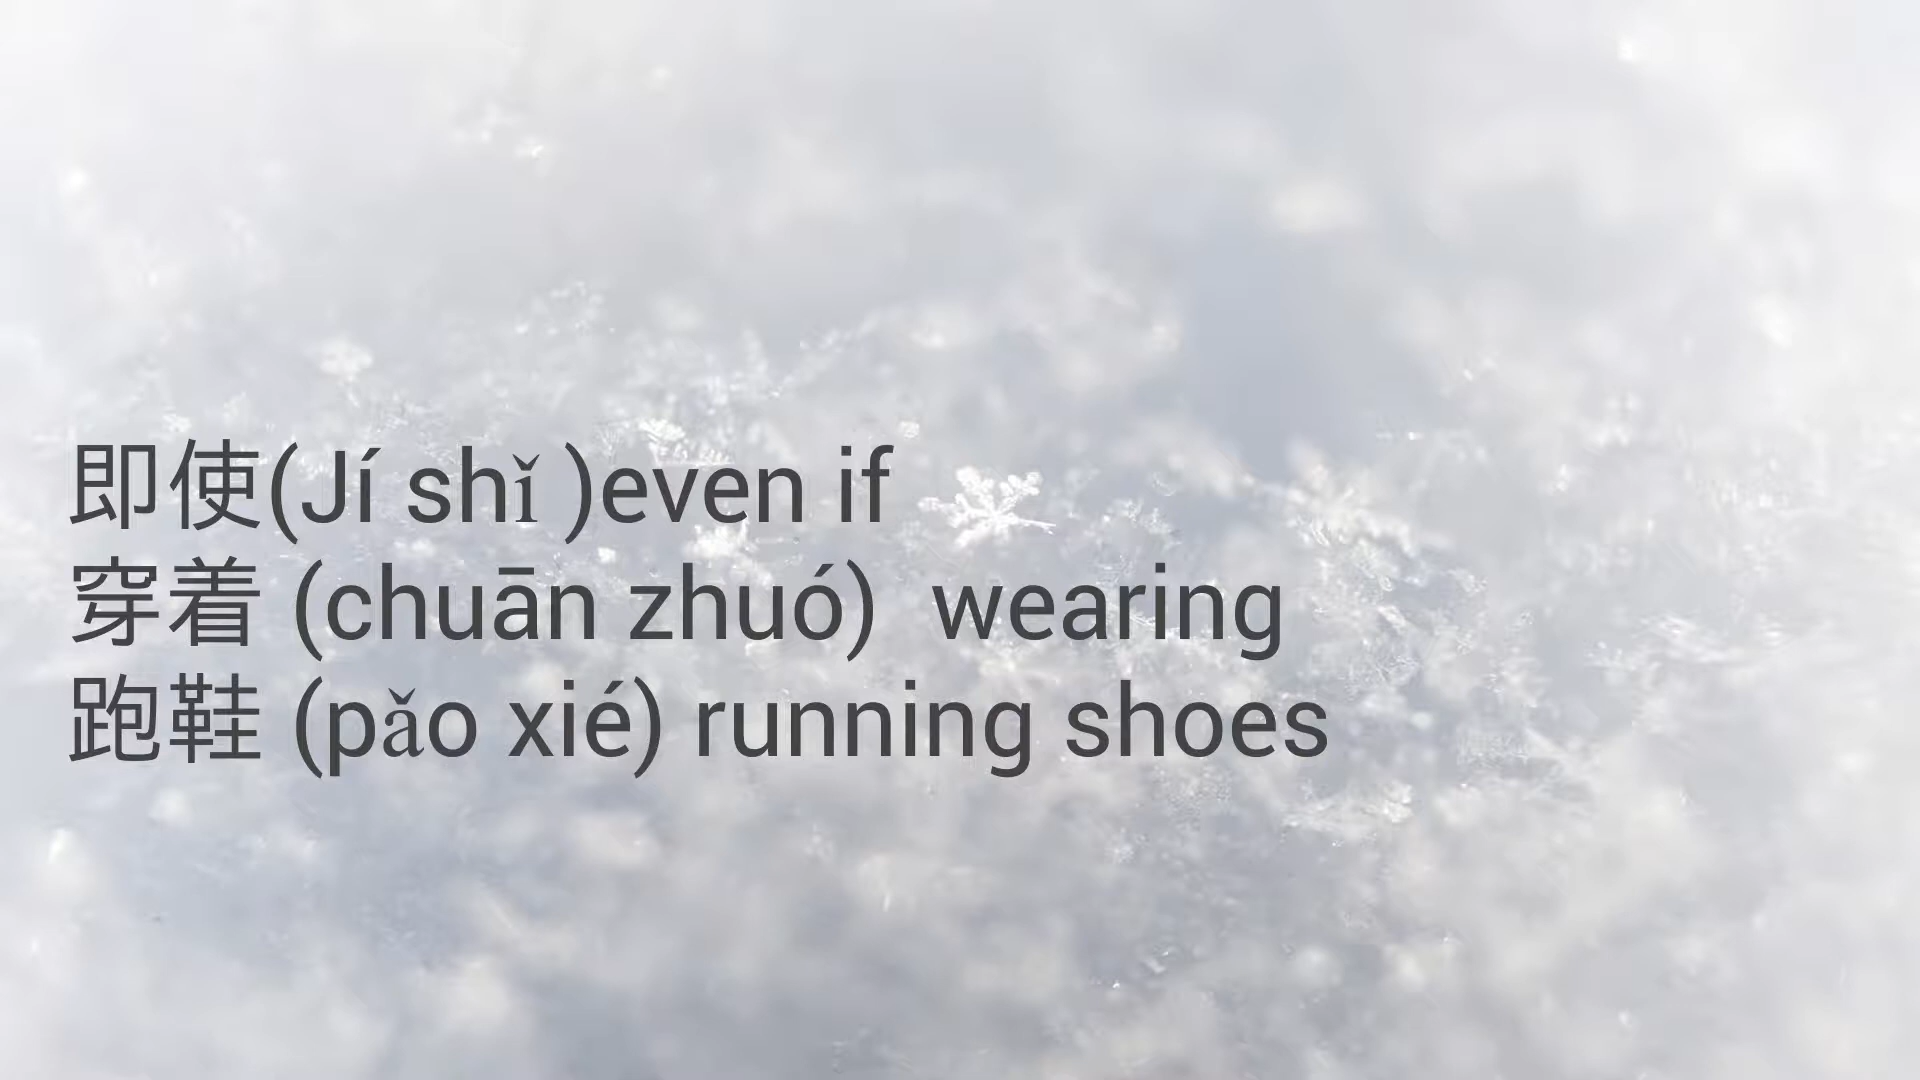 即使(Jí shǐ )even if
穿着 (chuān zhuó)  wearing
跑鞋 (pǎo xié) running shoes